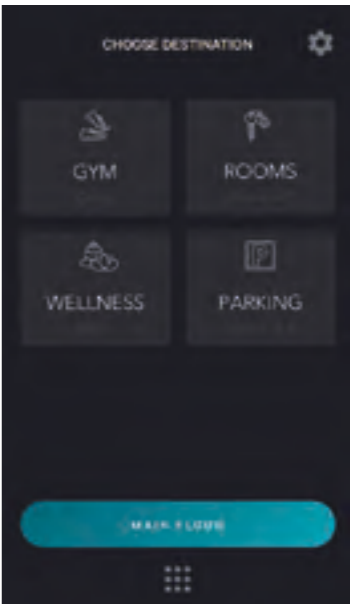 CHOOSE DESTINATION
GYM
ROOMS
WELLNESS
PARKING
P
MAIN FLOOR